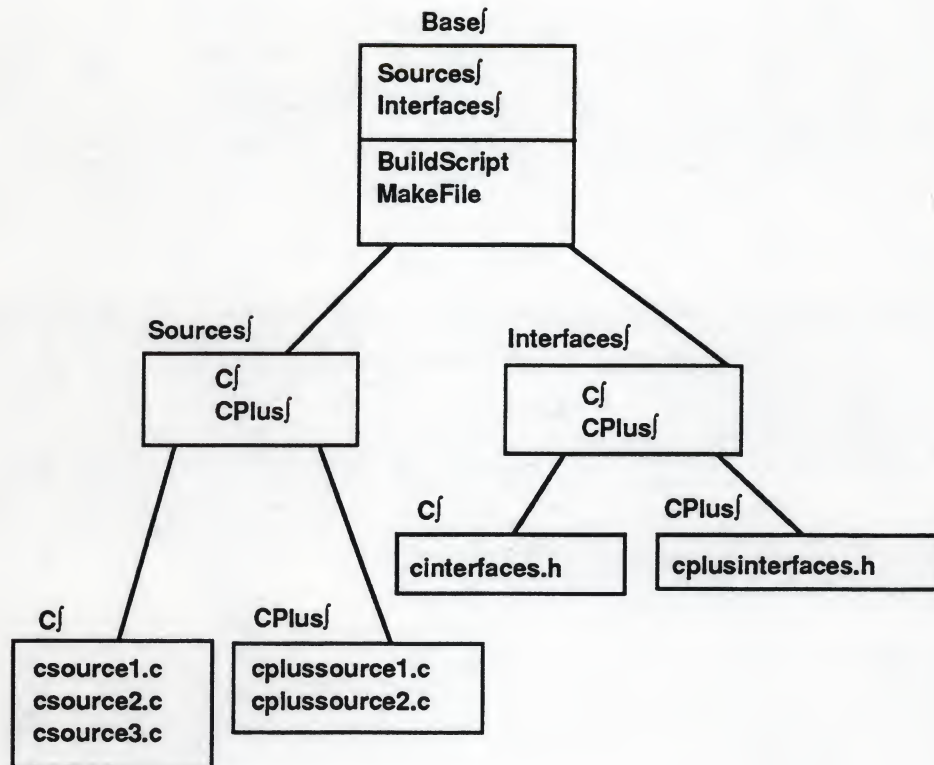 Base∫
Sources∫
Interfaces∫
BuildScript
MakeFile
Sources∫
C∫
CPlus∫
Interfaces∫
C∫
CPlus∫
C∫
cinterfaces.h
CPlus∫
cplusinterfaces.h
C∫
csource1.c
csource2.c
csource3.c
CPlus∫
cplussource1.c
cplussource2.c